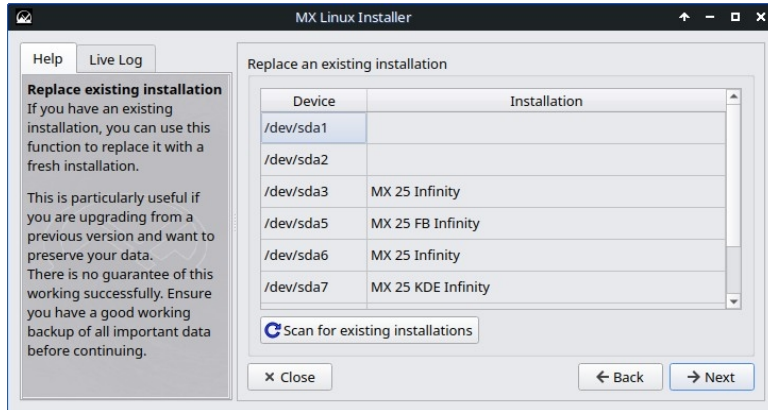 MX Linux Installer
Help
Live Log
Replace existing installation
If you have an existing
installation, you can use this
function to replace it with a
fresh installation.
This is particularly useful if
you are upgrading from a
previous version and want to
preserve your data.
There is no guarantee of this
working successfully. Ensure
you have a good working
backup of all important data
before continuing.
Replace an existing installation
Device Installation
/dev/sda1
/dev/sda2
/dev/sda3 MX 25 Infinity
/dev/sda5 MX 25 FB Infinity
/dev/sda6 MX 25 Infinity
/dev/sda7 MX 25 KDE Infinity
Scan for existing installations
Close
Back
Next